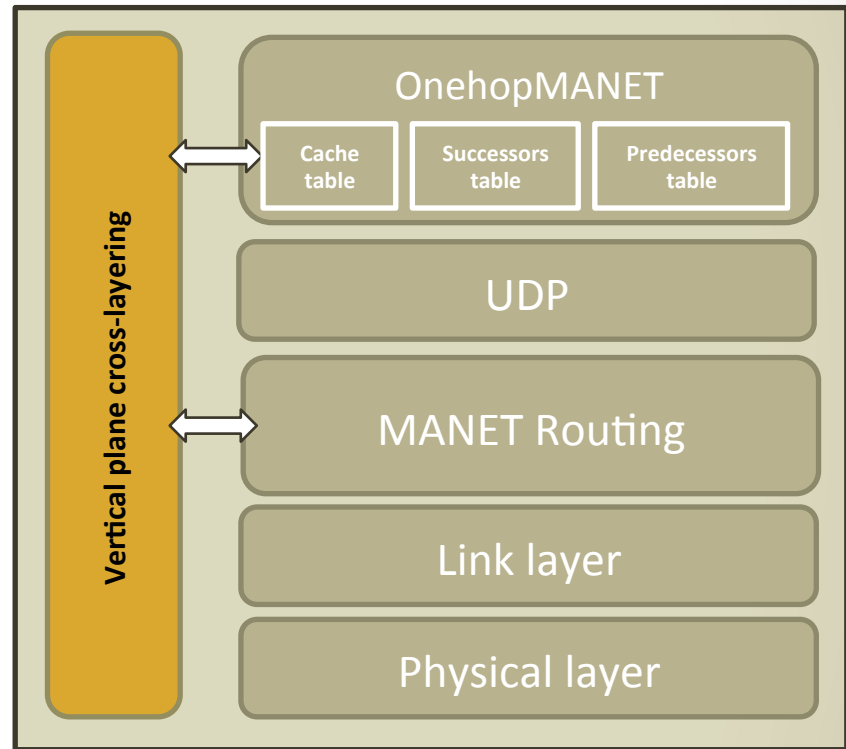 Vertical plane cross-layering
OnehopMANET
Cache
table
Successors
table
Predecessors
table
UDP
MANET Routing
Link layer
Physical layer